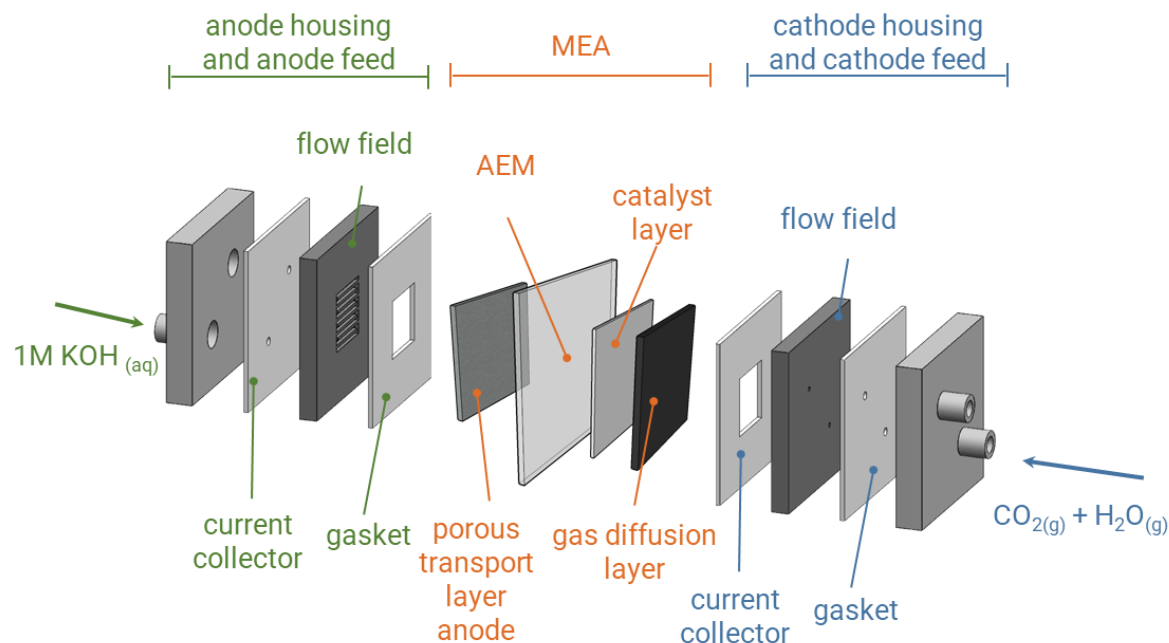 anode housing
and anode feed
MEA
cathode housing
and cathode feed
flow field
AEM
catalyst
layer
flow field
1M KOH (aq)
current
collector
gasket
porous
transport
layer
anode
gas diffusion
layer
current
collector
gasket
CO2(g) + H2O(g)